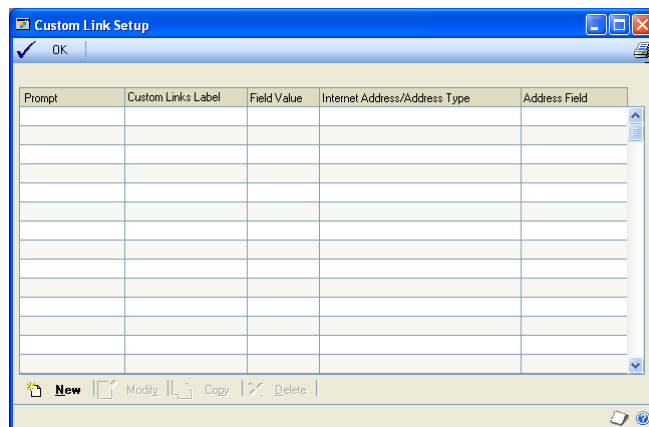 Custom Link Setup
OK
Prompt Custom Links Label Field Value Internet Address/Address Type Address Field
New Modify Copy Delete